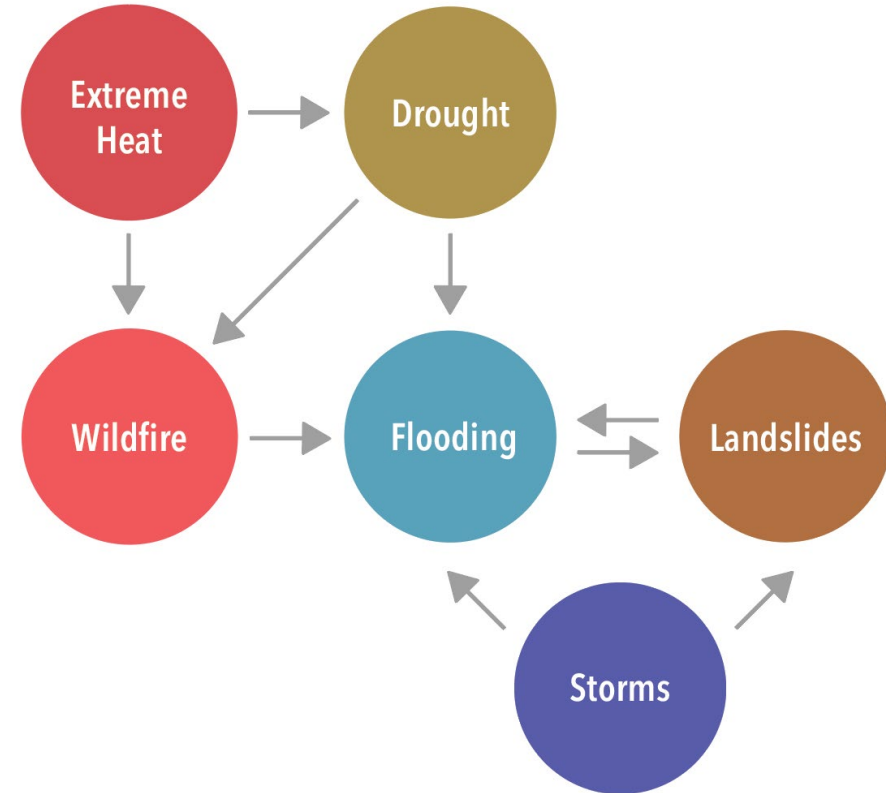 Extreme
Heat
Drought
Wildfire
Flooding
Landslides
Storms